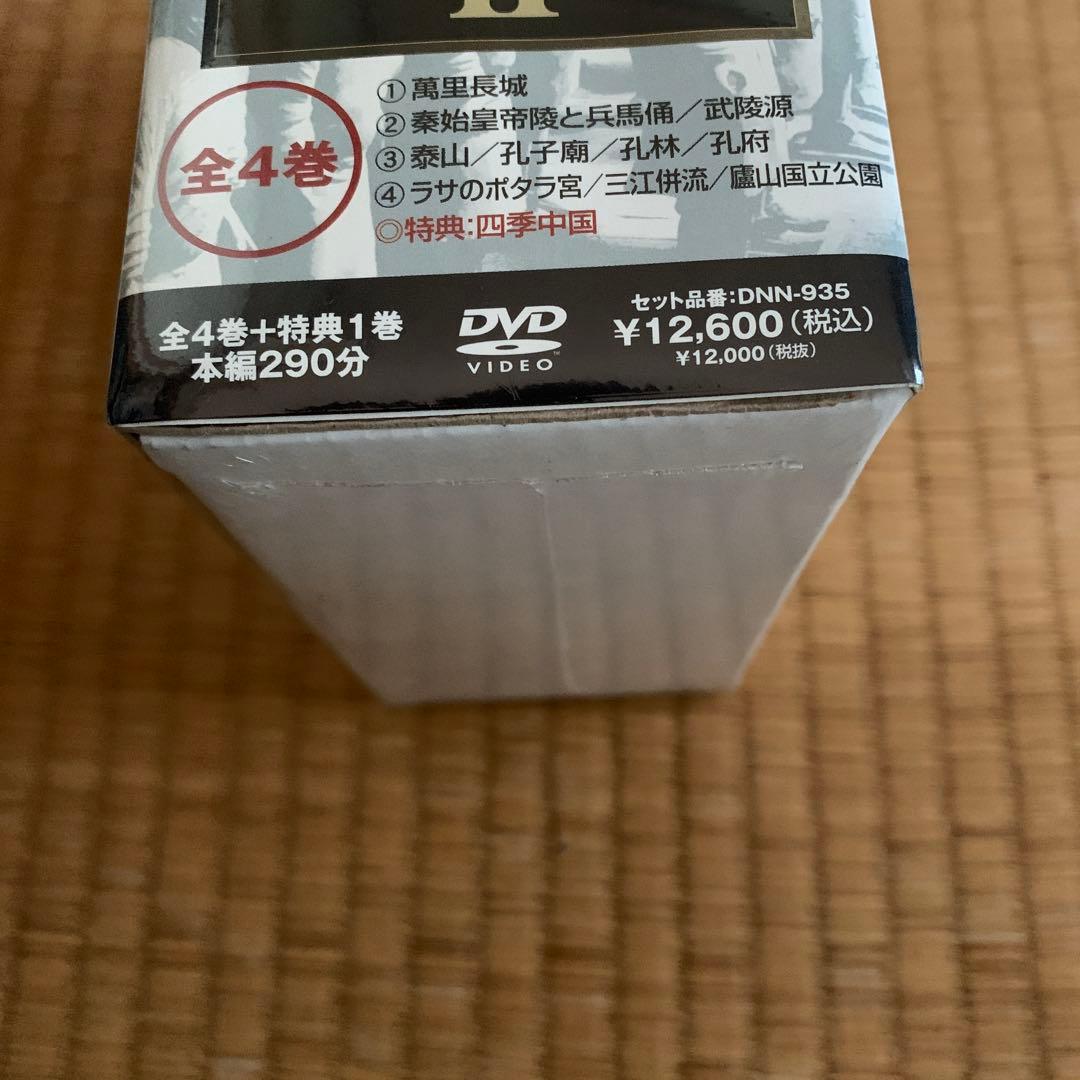 II
全4巻
①萬里長城
②秦始皇帝陵と兵馬俑／武陵源
③泰山／孔子廟／孔林／孔府
④ラサのポタラ宮／三江併流／廬山国立公園
◎特典:四季中国
全4巻+特典1巻
本編290分
DVD
VIDEO
TM
セット品番:DNN-935
¥12,600(税込)
¥12,000(税抜)